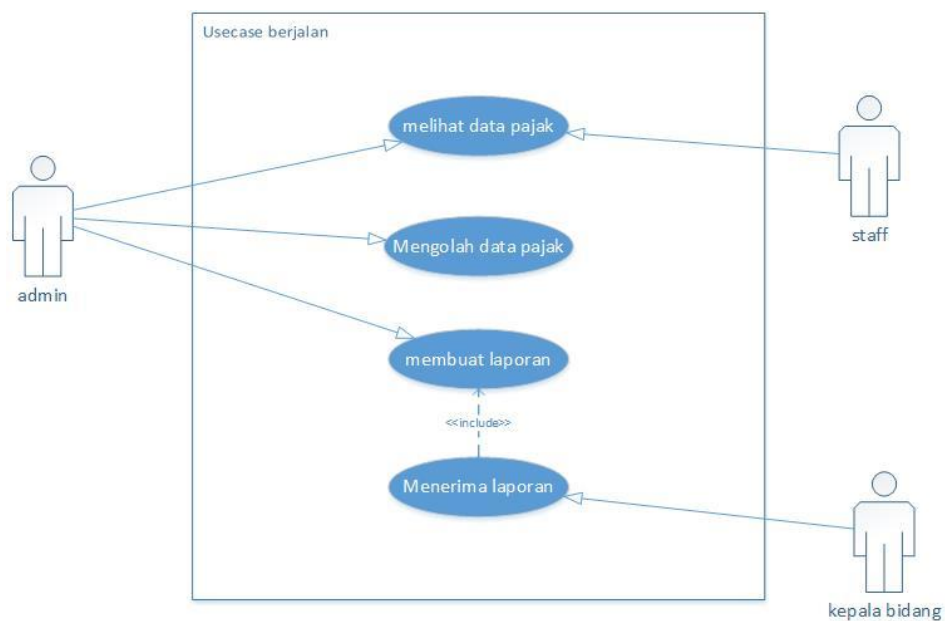 Usecase berjalan
melihat data pajak
staff
Mengolah data pajak
admin
membuat laporan
<<include>>
Menerima laporan
kepala bidang